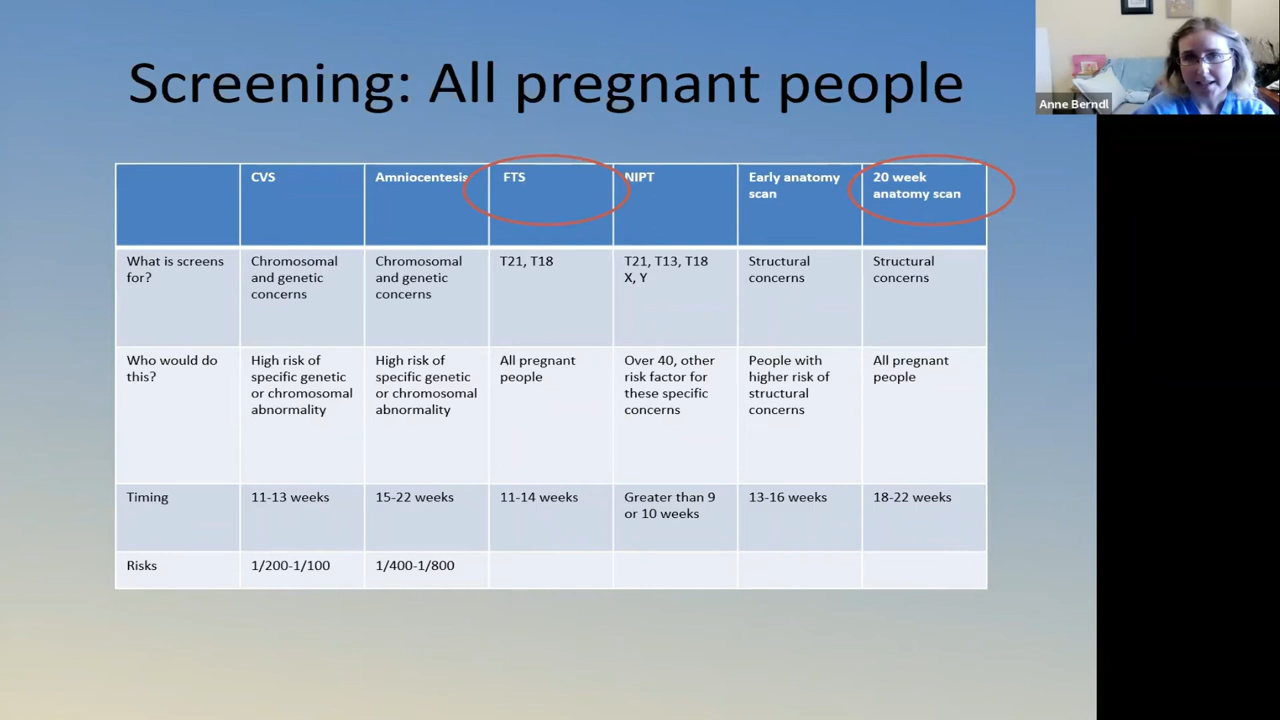 Screening: All pregnant people
Anne Berndl
CVS
Amniocentesis
FTS
NIPT
Early anatomy
scan
20 week
anatomy scan
What is screens
for?
Chromosomal
and genetic
concerns
Chromosomal
and genetic
concerns
T21, T18
T21, T13, T18
X, Y
Structural
concerns
Structural
concerns
Who would do
this?
High risk of
specific genetic
or chromosomal
abnormality
High risk of
specific genetic
or chromosomal
abnormality
All pregnant
people
Over 40, other
risk factor for
these specific
concerns
People with
higher risk of
structural
concerns
All pregnant
people
Timing
11-13 weeks
15-22 weeks
11-14 weeks
Greater than 9
or 10 weeks
13-16 weeks
18-22 weeks
Risks
1/200-1/100
1/400-1/800